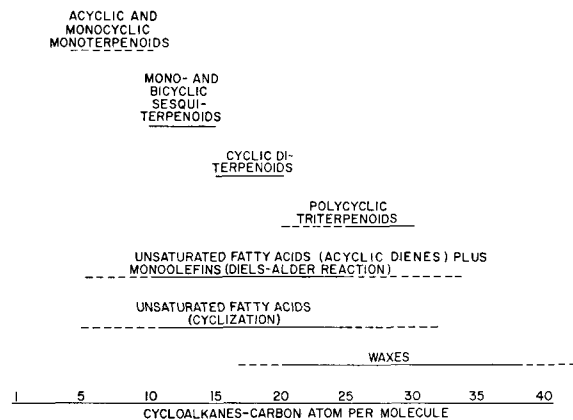 ACYCLIC AND
MONOCYCLIC
MONOTERPENOIDS
MONO- AND
BICYCLIC
SESQUI-
TERPENOIDS
CYCLIC DI-
TERPENOIDS
POLYCYCLIC
TRITERPENOIDS
UNSATURATED FATTY ACIDS (ACYCLIC DIENES) PLUS
MONOOLEFINS (DIELS-ALDER REACTION)
UNSATURATED FATTY ACIDS
(CYCLIZATION)
WAXES
1 5 10 15 20 25 30 35 40
CYCLOALKANES-CARBON ATOM PER MOLECULE